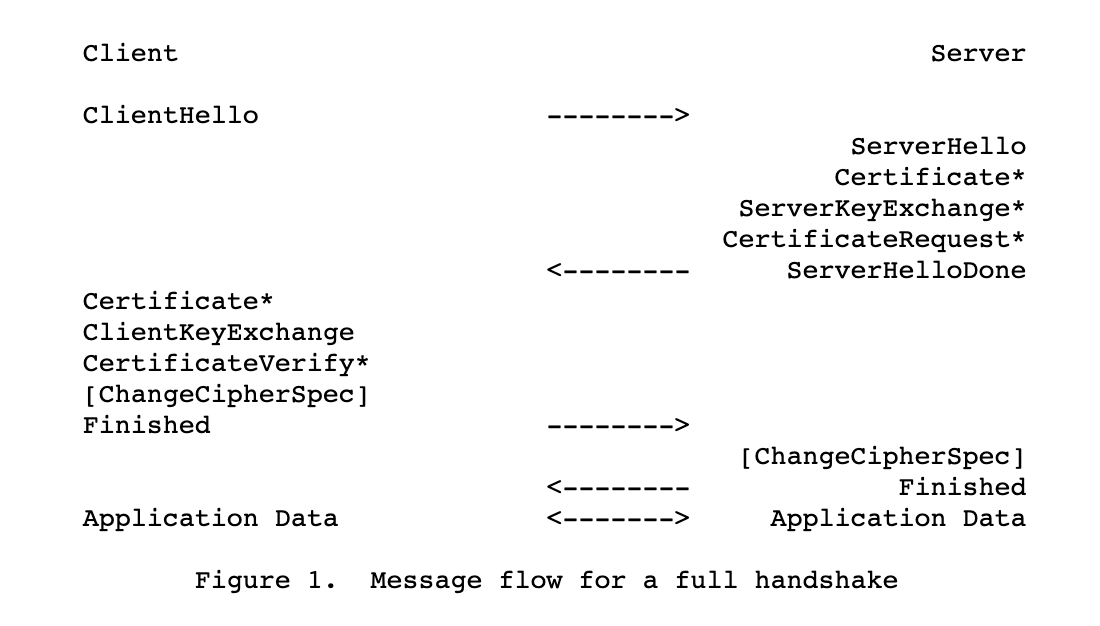 Client Server
ClientHello -------->
ServerHello
Certificate*
ServerKeyExchange*
CertificateRequest*
<-------- ServerHelloDone
Certificate*
ClientKeyExchange
CertificateVerify*
[ChangeCipherSpec]
Finished -------->
[ChangeCipherSpec]
<-------- Finished
Application Data <-------> Application Data
Figure 1. Message flow for a full handshake